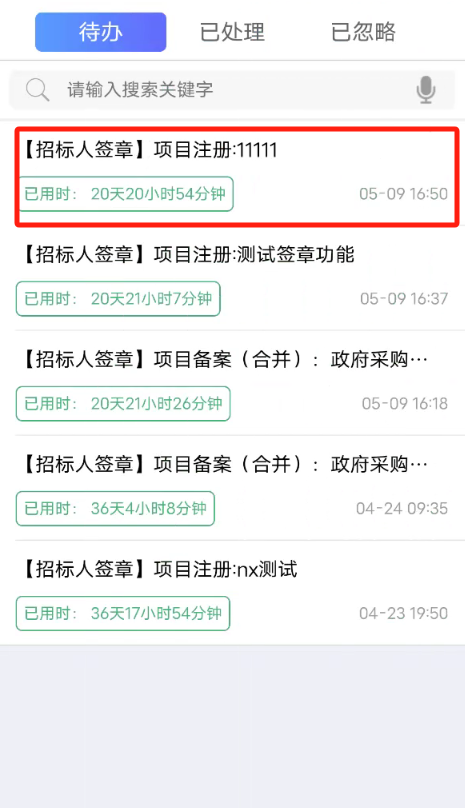 待办 已处理 已忽略
请输入搜索关键字
【招标人签章】项目注册:11111
已用时： 20天20小时54分钟 05-09 16:50
【招标人签章】项目注册:测试签章功能
已用时： 20天21小时7分钟 05-09 16:37
【招标人签章】项目备案（合并）：政府采购…
已用时： 20天21小时26分钟 05-09 16:18
【招标人签章】项目备案（合并）：政府采购…
已用时： 36天4小时8分钟 04-24 09:35
【招标人签章】项目注册:nx测试
已用时： 36天17小时54分钟 04-23 19:50